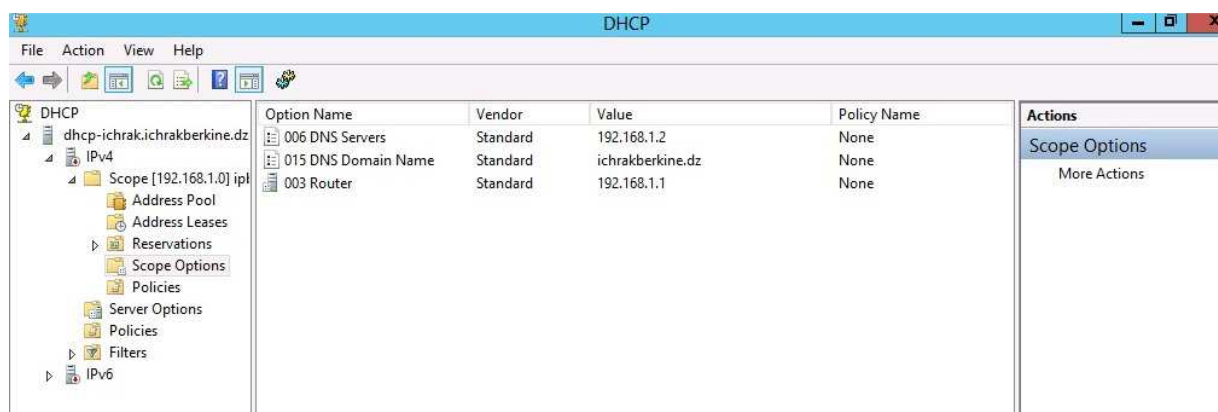 DHCP
File Action View Help
DHCP
dhcp-ichrak.ichrakberkine.dz
IPv4
Scope [192.168.1.0] ipl
Address Pool
Address Leases
Reservations
Scope Options
Policies
Server Options
Policies
Filters
IPv6
Option Name Vendor Value Policy Name
006 DNS Servers Standard 192.168.1.2 None
015 DNS Domain Name Standard ichrakberkine.dz None
003 Router Standard 192.168.1.1 None
Actions
Scope Options
More Actions